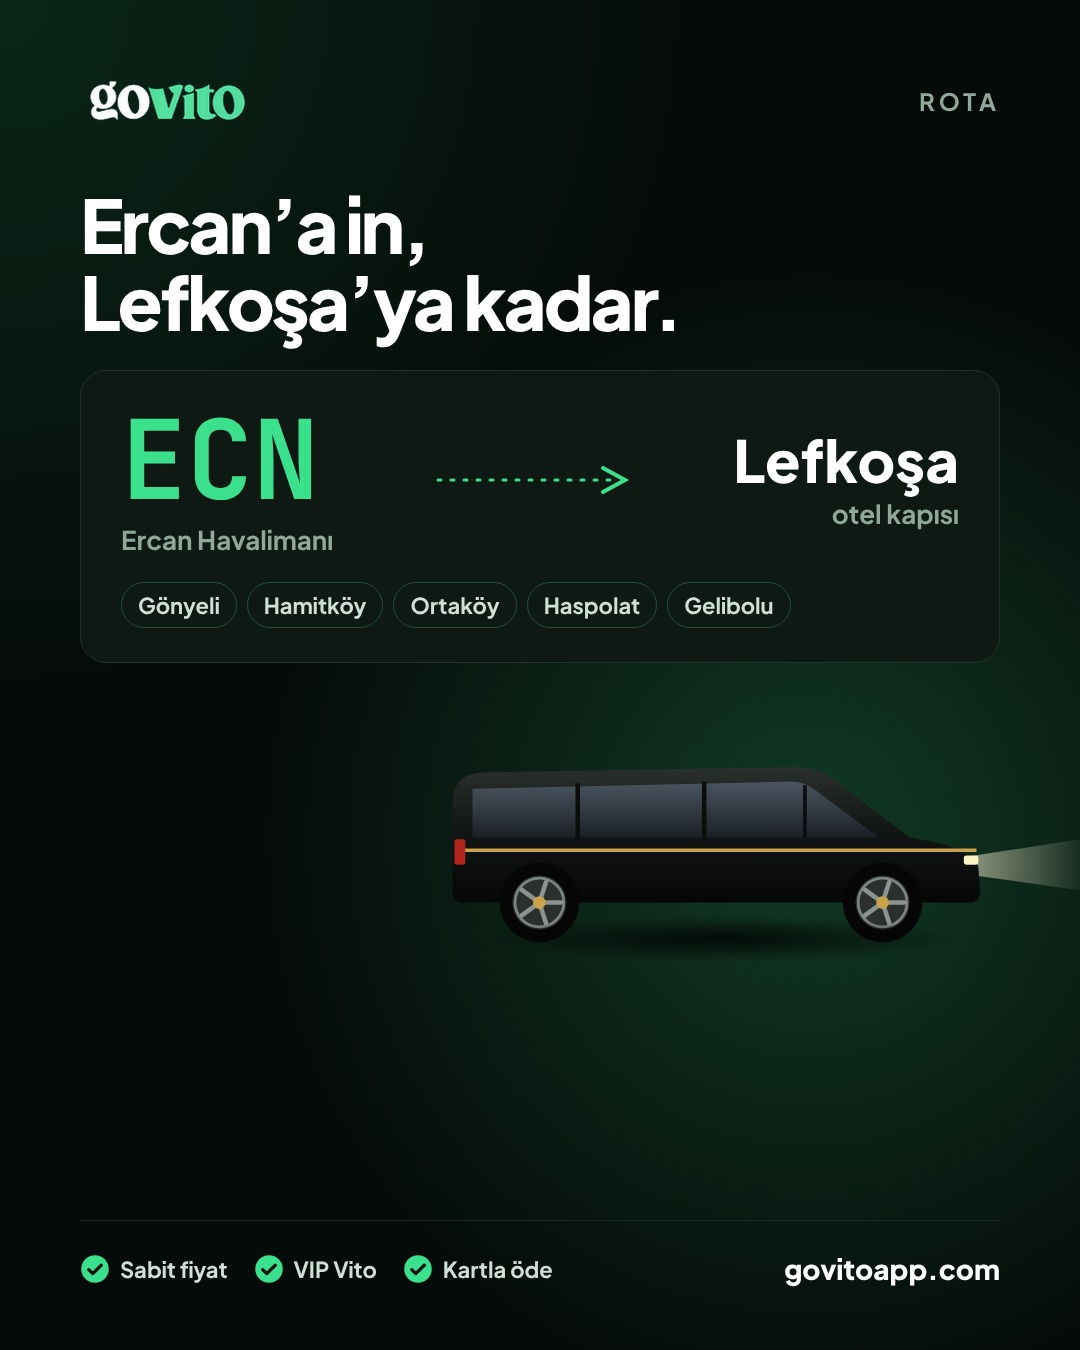 govito
ROTA
Ercan’a in,
Lefkoşa’ya kadar.
ECN
Ercan Havalimanı
Lefkoşa
otel kapısı
Gönyeli Hamitköy Ortaköy Haspolat Gelibolu
Sabit fiyat VIP Vito Kartla öde
govitoapp.com